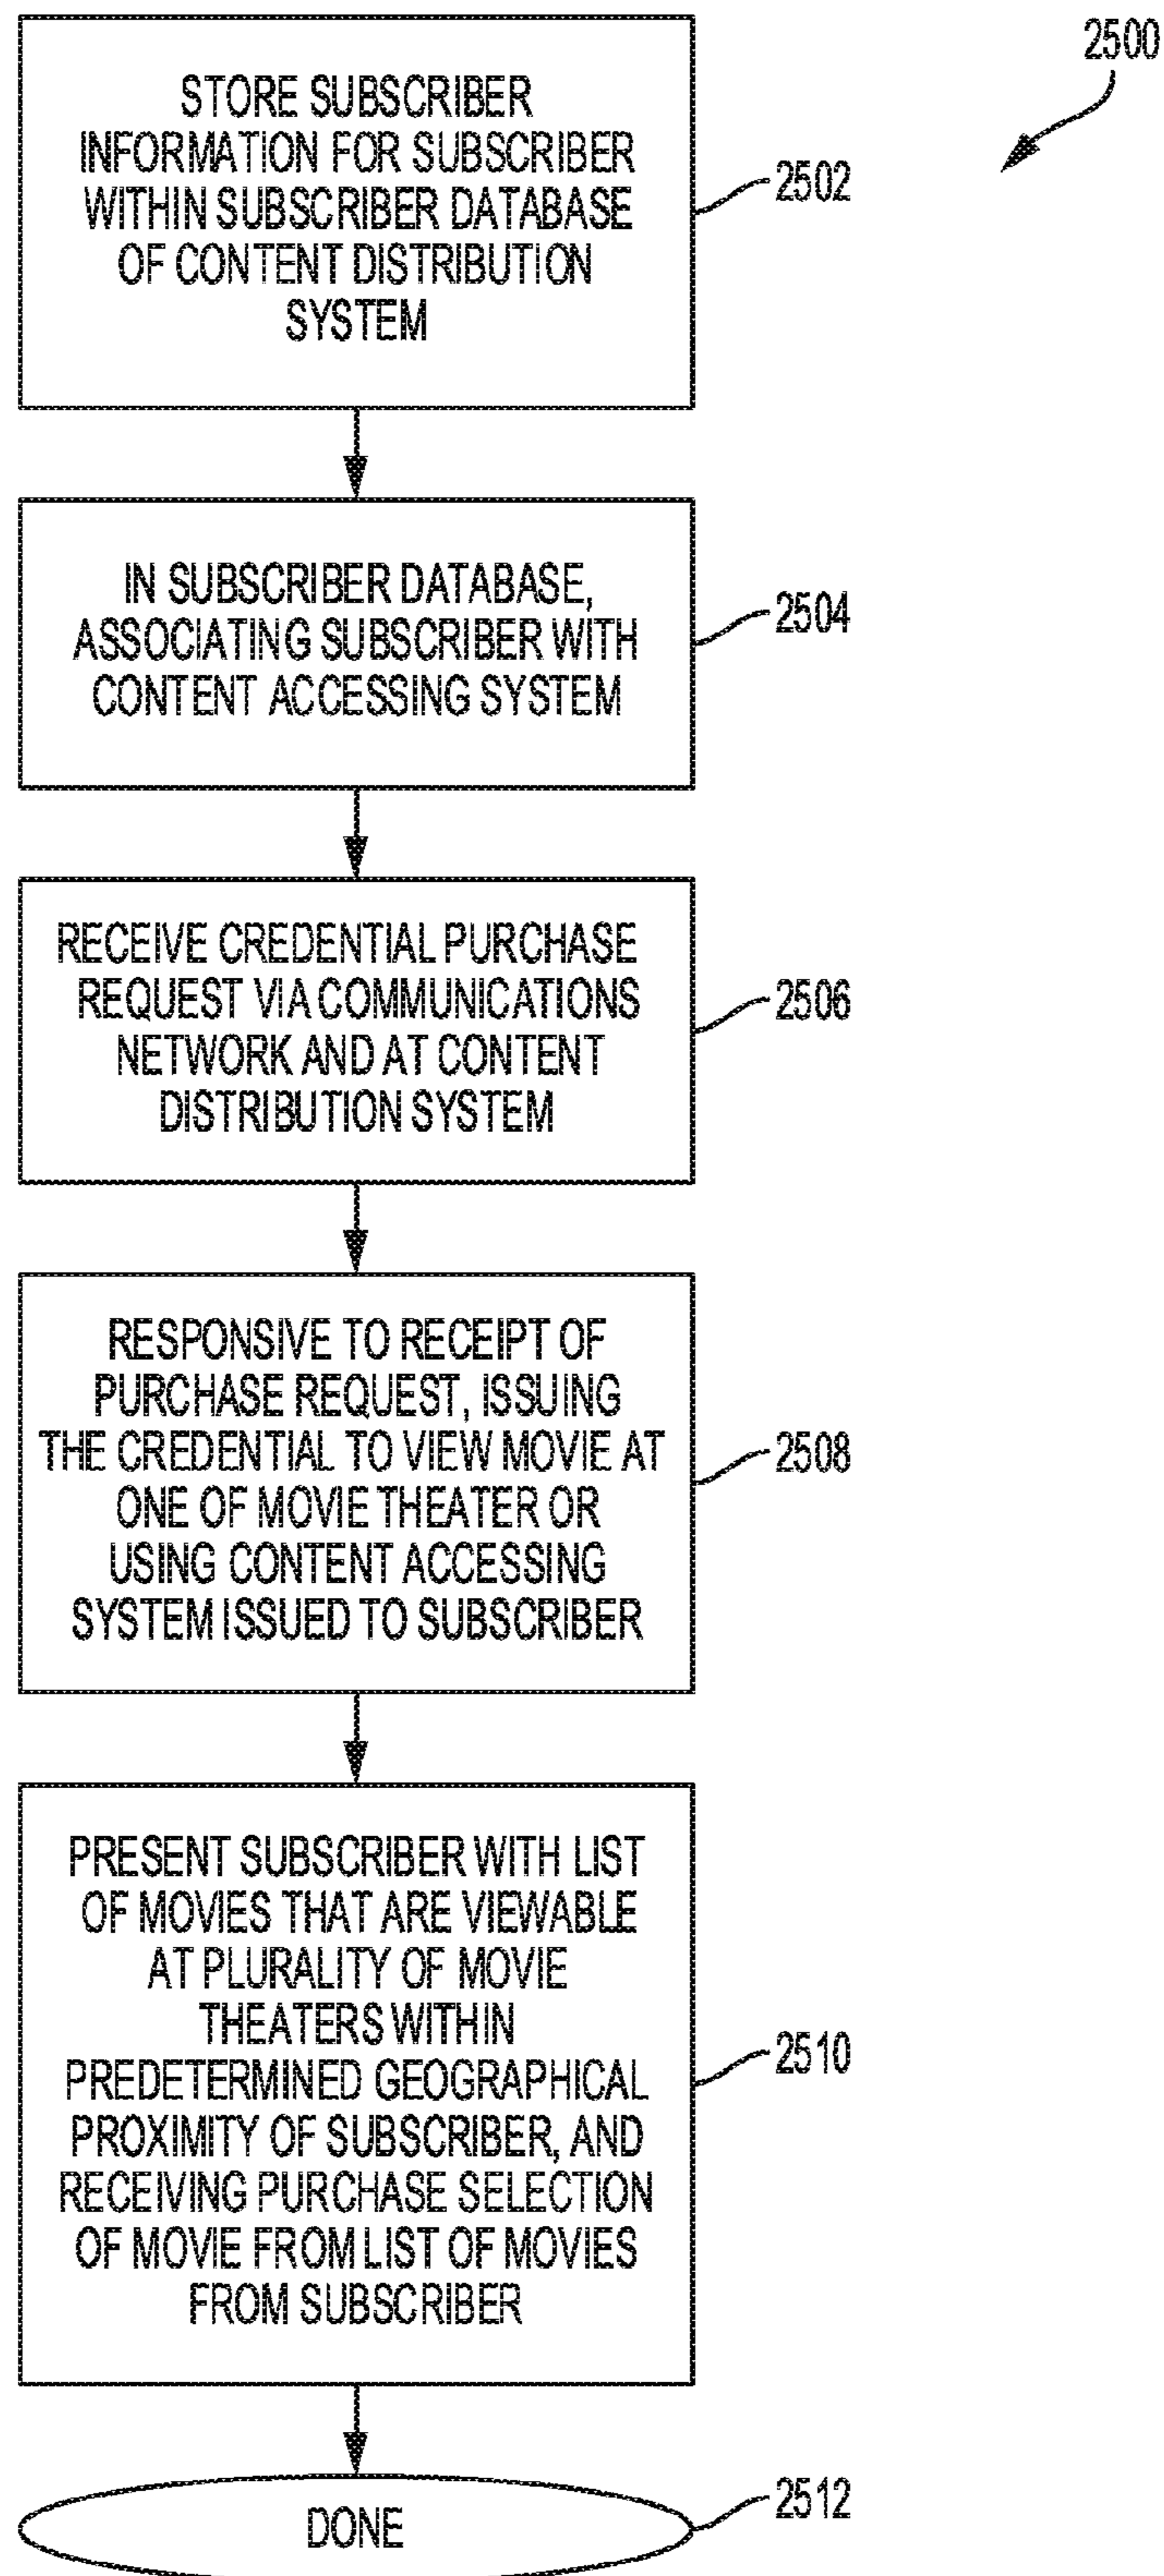 2500
STORE SUBSCRIBER
INFORMATION FOR SUBSCRIBER
WITHIN SUBSCRIBER DATABASE
OF CONTENT DISTRIBUTION
SYSTEM
2502
IN SUBSCRIBER DATABASE,
ASSOCIATING SUBSCRIBER WITH
CONTENT ACCESSING SYSTEM
2504
RECEIVE CREDENTIAL PURCHASE
REQUEST VIA COMMUNICATIONS
NETWORK AND AT CONTENT
DISTRIBUTION SYSTEM
2506
RESPONSIVE TO RECEIPT OF
PURCHASE REQUEST, ISSUING
THE CREDENTIAL TO VIEW MOVIE AT
ONE OF MOVIE THEATER OR
USING CONTENT ACCESSING
SYSTEM ISSUED TO SUBSCRIBER
2508
PRESENT SUBSCRIBER WITH LIST
OF MOVIES THAT ARE VIEWABLE
AT PLURALITY OF MOVIE
THEATERS WITHIN
PREDETERMINED GEOGRAPHICAL
PROXIMITY OF SUBSCRIBER, AND
RECEIVING PURCHASE SELECTION
OF MOVIE FROM LIST OF MOVIES
FROM SUBSCRIBER
2510
DONE
2512